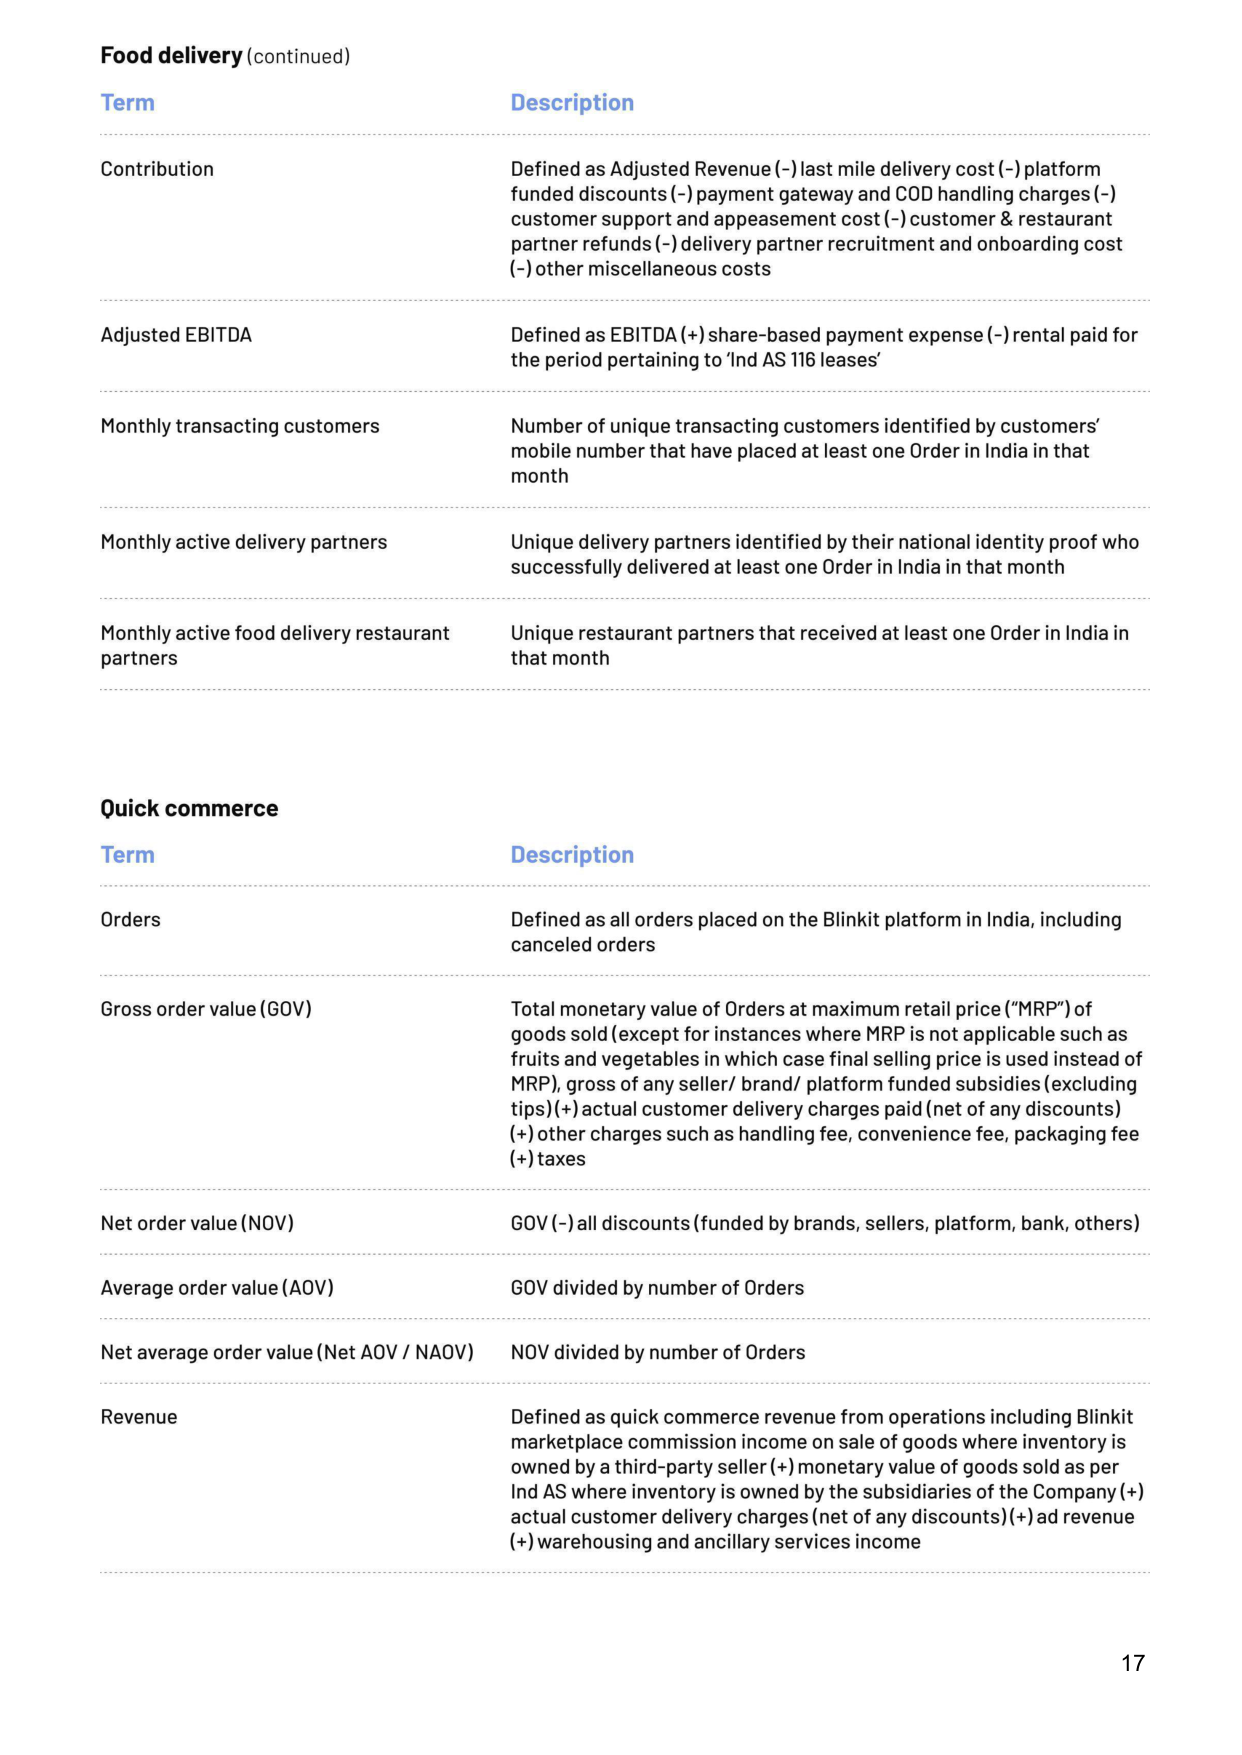 Food delivery (continued)
Term Description
Contribution Defined as Adjusted Revenue (-) last mile delivery cost (-) platform
funded discounts (-) payment gateway and COD handling charges (-)
customer support and appeasement cost (-) customer & restaurant
partner refunds (-) delivery partner recruitment and onboarding cost
(-) other miscellaneous costs
Adjusted EBITDA Defined as EBITDA (+) share-based payment expense (-) rental paid for
the period pertaining to ‘Ind AS 116 leases’
Monthly transacting customers Number of unique transacting customers identified by customers’
mobile number that have placed at least one Order in India in that
month
Monthly active delivery partners Unique delivery partners identified by their national identity proof who
successfully delivered at least one Order in India in that month
Monthly active food delivery restaurant Unique restaurant partners that received at least one Order in India in
partners that month
Quick commerce
Term Description
Orders Defined as all orders placed on the Blinkit platform in India, including
canceled orders
Gross order value (GOV) Total monetary value of Orders at maximum retail price (“MRP”) of
goods sold (except for instances where MRP is not applicable such as
fruits and vegetables in which case final selling price is used instead of
MRP), gross of any seller/ brand/ platform funded subsidies (excluding
tips) (+) actual customer delivery charges paid (net of any discounts)
(+) other charges such as handling fee, convenience fee, packaging fee
(+) taxes
Net order value (NOV) GOV (-) all discounts (funded by brands, sellers, platform, bank, others)
Average order value (AOV) GOV divided by number of Orders
Net average order value (Net AOV / NAOV) NOV divided by number of Orders
Revenue Defined as quick commerce revenue from operations including Blinkit
marketplace commission income on sale of goods where inventory is
owned by a third-party seller (+) monetary value of goods sold as per
Ind AS where inventory is owned by the subsidiaries of the Company (+)
actual customer delivery charges (net of any discounts) (+) ad revenue
(+) warehousing and ancillary services income
17